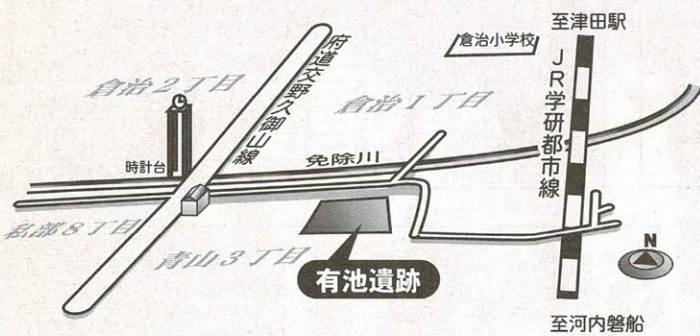 至津田駅
倉治小学校
府道交野久御山線
JR学研都市線
倉治2丁目
倉治1丁目
時計台
免除川
私部8丁目
青山3丁目
有池遺跡
N
至河内磐船